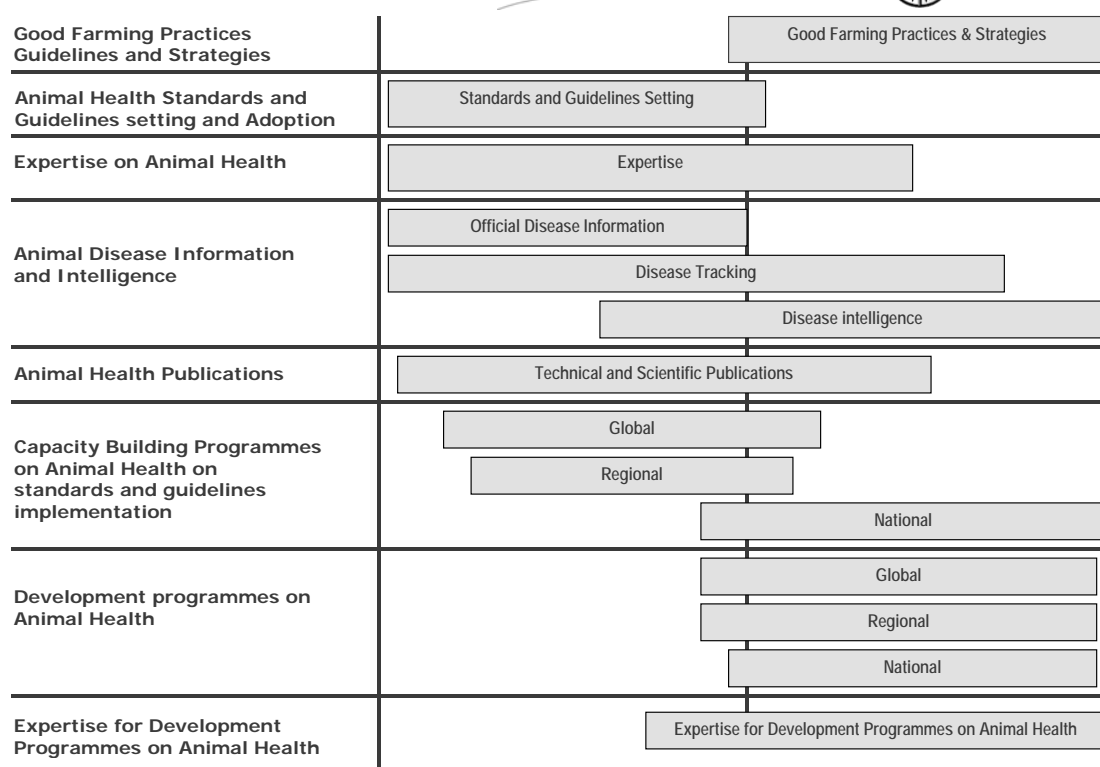 Good Farming Practices
Guidelines and Strategies
Good Farming Practices & Strategies
Animal Health Standards and
Guidelines setting and Adoption
Standards and Guidelines Setting
Expertise on Animal Health
Expertise
Animal Disease Information
and Intelligence
Official Disease Information
Disease Tracking
Disease intelligence
Animal Health Publications
Technical and Scientific Publications
Capacity Building Programmes
on Animal Health on
standards and guidelines
implementation
Global
Regional
National
Development programmes on
Animal Health
Global
Regional
National
Expertise for Development
Programmes on Animal Health
Expertise for Development Programmes on Animal Health